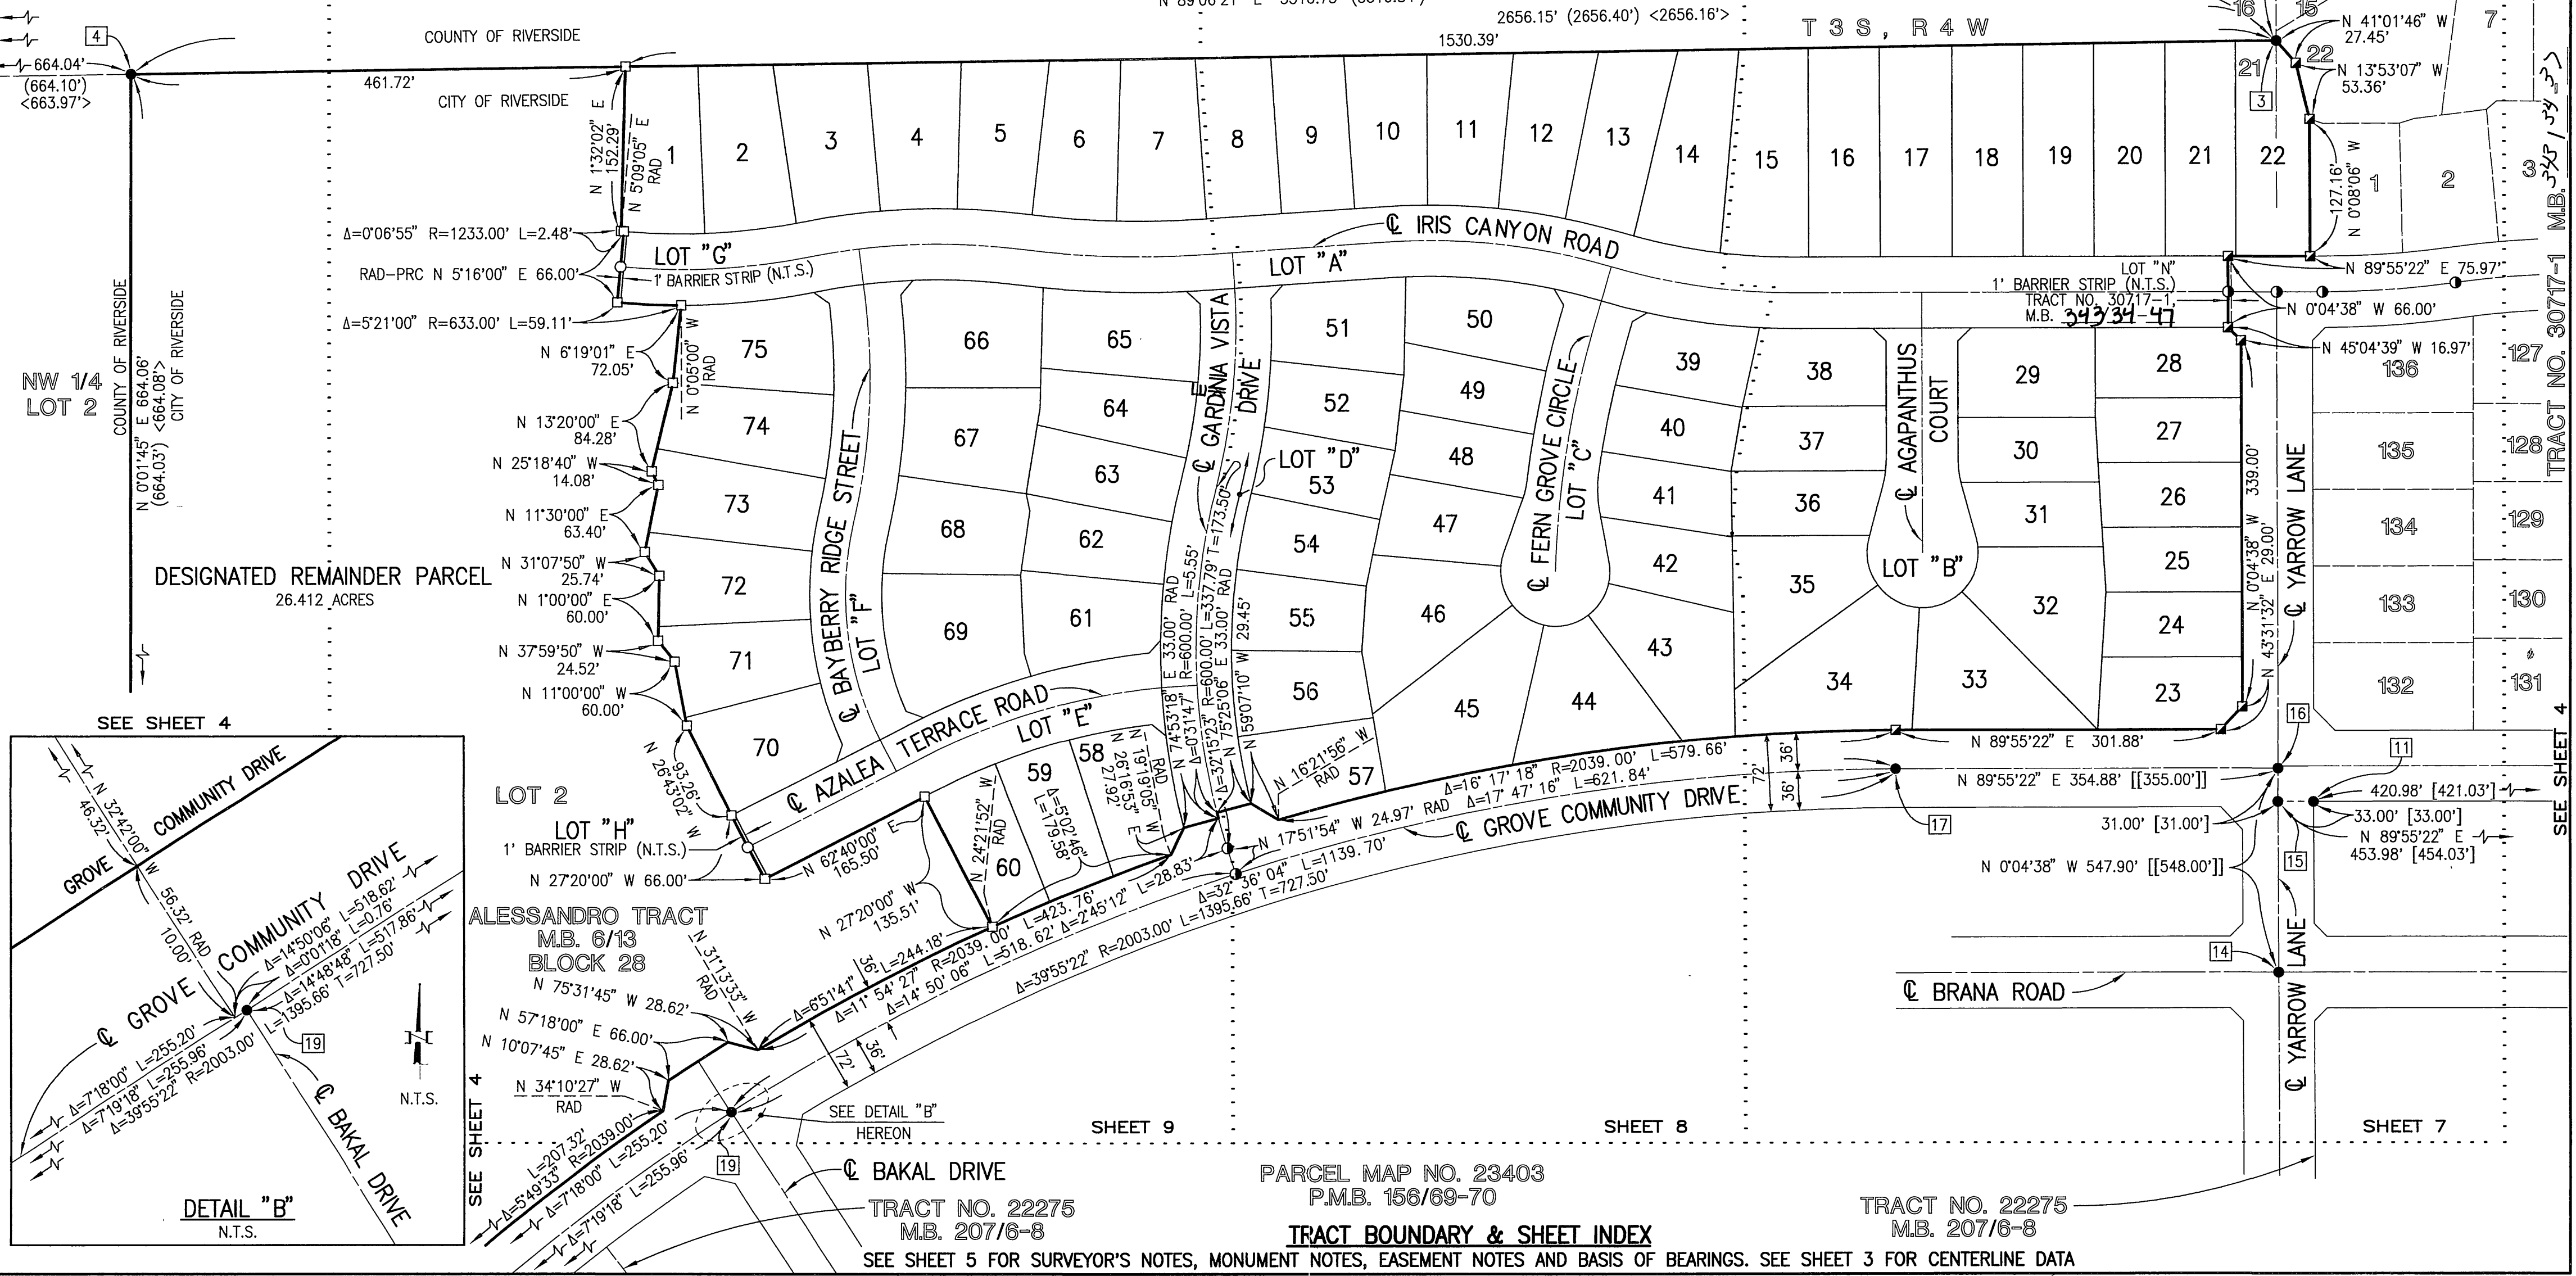 2656.15' (2656.40') <2656.16'>
T 3 S , R 4 W
1530.39'
16 15
N 41°01'46" W
27.45'
7
4
COUNTY OF RIVERSIDE
664.04'
(664.10')
<663.97'>
461.72'
CITY OF RIVERSIDE
21
22
3
N 13°53'07" W
53.36'
N 1°32'02" E
152.29'
N 5°09'05" E
RAD
1 2 3 4 5 6 7 8 9 10 11 12 13 14 15 16 17 18 19 20 21 22
127.16'
N 0°08'06" W
1 2 3
TRACT NO. 30717-1 M.B.
Δ=0°06'55" R=1233.00' L=2.48'
LOT "G"
RAD-PRC N 5°16'00" E 66.00'
1' BARRIER STRIP (N.T.S.)
Δ=5°21'00" R=633.00' L=59.11'
℄ IRIS CANYON ROAD
LOT "A"
LOT "N"
1' BARRIER STRIP (N.T.S.)
TRACT NO. 30717-1,
M.B. 343/34-47
N 89°55'22" E 75.97'
N 0°04'38" W 66.00'
N 45°04'39" W 16.97'
NW 1/4
LOT 2
COUNTY OF RIVERSIDE
N 0°01'45" E 664.06'
(664.03') <664.08'>
CITY OF RIVERSIDE
N 6°19'01" E
72.05'
N 0°05'00" W
RAD
N 13°20'00" E
84.28'
N 25°18'40" W
14.08'
N 11°30'00" E
63.40'
N 31°07'50" W
25.74'
N 1°00'00" E
60.00'
N 37°59'50" W
24.52'
N 11°00'00" W
60.00'
DESIGNATED REMAINDER PARCEL
26.412 ACRES
75
74
73
72
71
70
℄ BAYBERRY RIDGE STREET
LOT "F"
66
67
68
69
65
64
63
62
61
℄ GARDINIA VISTA
DRIVE
LOT "D"
51
52
53
54
55
56
57
50
49
48
47
46
45
℄ FERN GROVE CIRCLE
LOT "C"
39
40
41
42
43
44
38
37
36
35
34
℄ AGAPANTHUS
COURT
LOT "B"
29
30
31
32
33
28
27
26
25
24
23
N 0°04'38" W 339.00'
N 43°31'32" E 29.00'
℄ YARROW LANE
136
135
134
133
132
127
128
129
130
131
N 74°53'18" E 33.00' RAD
Δ=0°31'47" R=600.00' L=5.55'
Δ=32°15'23" R=600.00' L=337.79' T=173.50'
N 75°25'06" E 33.00' RAD
N 59°07'10" W 29.45'
℄ AZALEA TERRACE ROAD
LOT "E"
58
59
60
N 19°19'05" W
RAD
N 26°16'53" E
27.92'
Δ=5°02'46"
L=179.58'
N 24°21'52" W
RAD
N 16°21'56" W
RAD
Δ=16°17'18" R=2039.00' L=579.66'
Δ=17°47'16" L=621.84'
N 17°51'54" W 24.97' RAD
℄ GROVE COMMUNITY DRIVE
72'
36'
36'
N 89°55'22" E 301.88'
N 89°55'22" E 354.88' [[355.00']]
16
11
17
420.98' [421.03']
31.00' [31.00']
33.00' [33.00']
N 89°55'22" E
453.98' [454.03']
15
N 0°04'38" W 547.90' [[548.00']]
14
℄ BRANA ROAD
℄ YARROW LANE
SEE SHEET 4
SEE SHEET 4
N 26°43'02" W
93.26'
LOT 2
LOT "H"
1' BARRIER STRIP (N.T.S.)
N 27°20'00" W 66.00'
N 62°40'00" E
165.50'
N 27°20'00" W
135.51'
ALESSANDRO TRACT
M.B. 6/13
BLOCK 28
N 31°13'33" W
RAD
N 75°31'45" W 28.62'
N 57°18'00" E 66.00'
N 10°07'45" E 28.62'
N 34°10'27" W
RAD
Δ=6°51'41" L=244.18'
36'
Δ=11°54'27" R=2039.00' L=423.76'
Δ=14°50'06" L=518.62' Δ=2°45'12" L=28.83'
Δ=32°36'04" L=1139.70'
Δ=39°55'22" R=2003.00' L=1395.66' T=727.50'
72'
36'
L=207.32'
Δ=5°49'33" R=2039.00'
Δ=7°18'00" L=255.20'
Δ=7°19'18" L=255.96'
19
SEE DETAIL "B"
HEREON
℄ BAKAL DRIVE
SHEET 9
SHEET 8
SHEET 7
SEE SHEET 4
N 32°42'00" W
46.32'
GROVE COMMUNITY DRIVE
56.32' RAD
10.00'
℄ GROVE COMMUNITY DRIVE
Δ=14°50'06" L=518.62'
Δ=0°01'18" L=0.76'
Δ=14°48'48" L=517.86'
L=1395.66' T=727.50'
Δ=7°18'00" L=255.20'
Δ=7°19'18" L=255.96'
Δ=39°55'22" R=2003.00'
19
N.T.S.
℄ BAKAL DRIVE
DETAIL "B"
N.T.S.
TRACT NO. 22275
M.B. 207/6-8
PARCEL MAP NO. 23403
P.M.B. 156/69-70
TRACT NO. 22275
M.B. 207/6-8
TRACT BOUNDARY & SHEET INDEX
SEE SHEET 5 FOR SURVEYOR'S NOTES, MONUMENT NOTES, EASEMENT NOTES AND BASIS OF BEARINGS. SEE SHEET 3 FOR CENTERLINE DATA